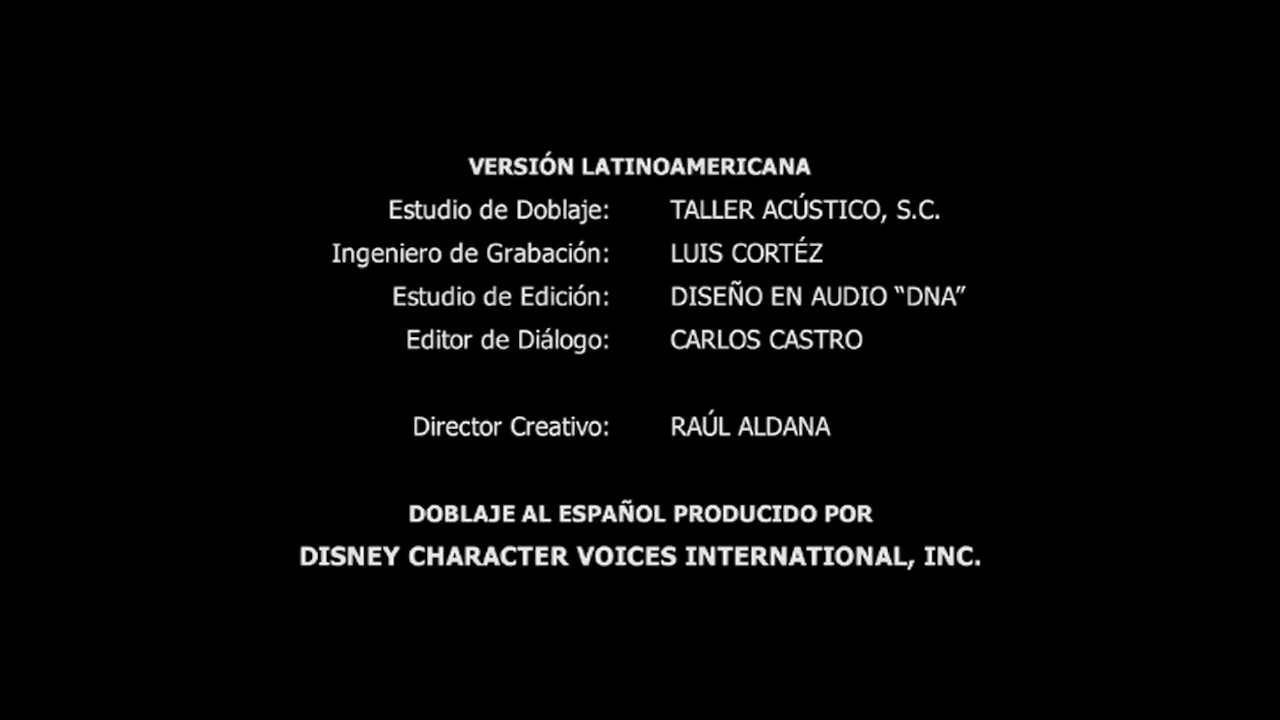 VERSIÓN LATINOAMERICANA
Estudio de Doblaje: TALLER ACÚSTICO, S.C.
Ingeniero de Grabación: LUIS CORTÉZ
Estudio de Edición: DISEÑO EN AUDIO “DNA”
Editor de Diálogo: CARLOS CASTRO
Director Creativo: RAÚL ALDANA
DOBLAJE AL ESPAÑOL PRODUCIDO POR
DISNEY CHARACTER VOICES INTERNATIONAL, INC.